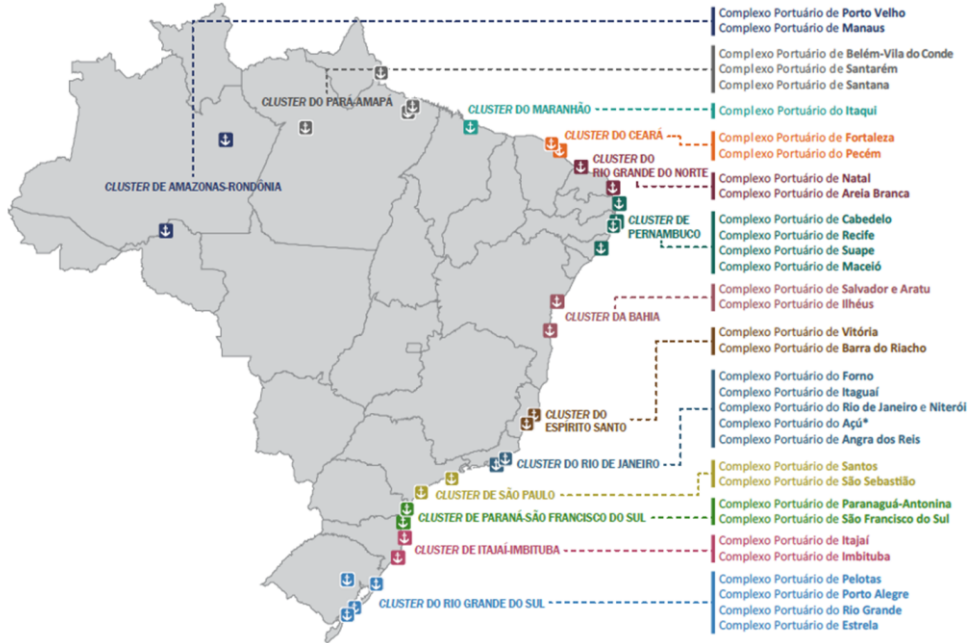 Complexo Portuário de Porto Velho
Complexo Portuário de Manaus
Complexo Portuário de Belém-Vila do Conde
Complexo Portuário de Santarém
Complexo Portuário de Santana
CLUSTER DO PARÁ-AMAPÁ
CLUSTER DO MARANHÃO
Complexo Portuário do Itaqui
CLUSTER DO CEARÁ
Complexo Portuário de Fortaleza
Complexo Portuário do Pecém
CLUSTER DO
RIO GRANDE DO NORTE
Complexo Portuário de Natal
Complexo Portuário de Areia Branca
CLUSTER DE AMAZONAS-RONDÔNIA
CLUSTER DE
PERNAMBUCO
Complexo Portuário de Cabedelo
Complexo Portuário de Recife
Complexo Portuário de Suape
Complexo Portuário de Maceió
CLUSTER DA BAHIA
Complexo Portuário de Salvador e Aratu
Complexo Portuário de Ilhéus
CLUSTER DO
ESPÍRITO SANTO
Complexo Portuário de Vitória
Complexo Portuário de Barra do Riacho
CLUSTER DO RIO DE JANEIRO
Complexo Portuário do Forno
Complexo Portuário de Itaguaí
Complexo Portuário do Rio de Janeiro e Niterói
Complexo Portuário do Açú*
Complexo Portuário de Angra dos Reis
CLUSTER DE SÃO PAULO
Complexo Portuário de Santos
Complexo Portuário de São Sebastião
CLUSTER DE PARANÁ-SÃO FRANCISCO DO SUL
Complexo Portuário de Paranaguá-Antonina
Complexo Portuário de São Francisco do Sul
CLUSTER DE ITAJAÍ-IMBITUBA
Complexo Portuário de Itajaí
Complexo Portuário de Imbituba
CLUSTER DO RIO GRANDE DO SUL
Complexo Portuário de Pelotas
Complexo Portuário de Porto Alegre
Complexo Portuário do Rio Grande
Complexo Portuário de Estrela